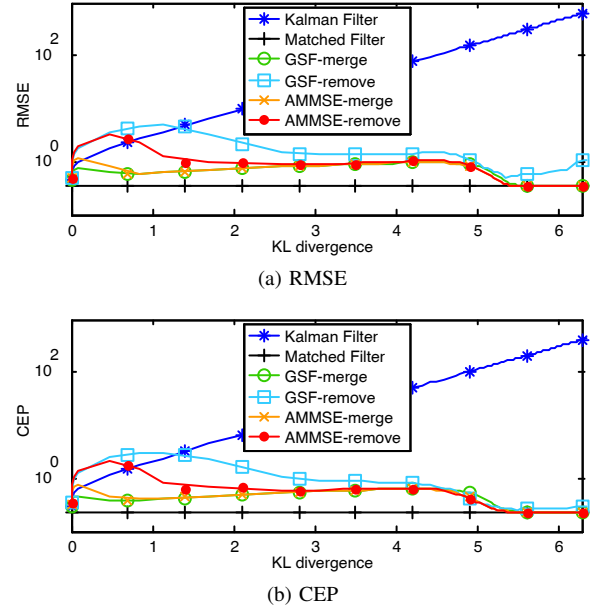 10^2
10^0
RMSE
Kalman Filter
Matched Filter
GSF-merge
GSF-remove
AMMSE-merge
AMMSE-remove
0 1 2 3 4 5 6
KL divergence
(a) RMSE
10^2
10^0
CEP
Kalman Filter
Matched Filter
GSF-merge
GSF-remove
AMMSE-merge
AMMSE-remove
0 1 2 3 4 5 6
KL divergence
(b) CEP